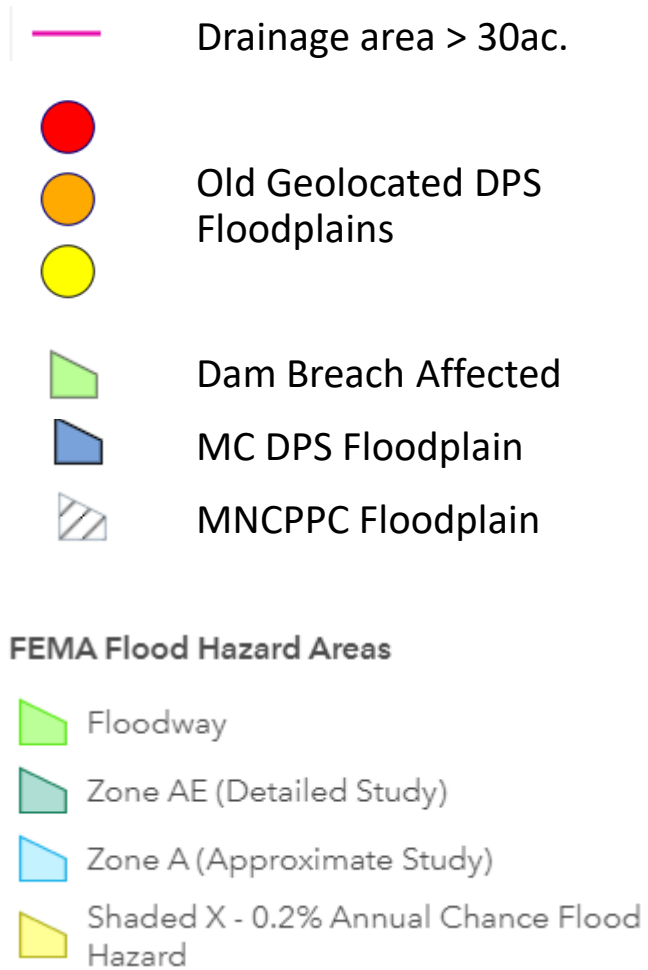 Drainage area > 30ac.
Old Geolocated DPS
Floodplains
Dam Breach Affected
MC DPS Floodplain
MNCPPC Floodplain
FEMA Flood Hazard Areas
Floodway
Zone AE (Detailed Study)
Zone A (Approximate Study)
Shaded X - 0.2% Annual Chance Flood
Hazard